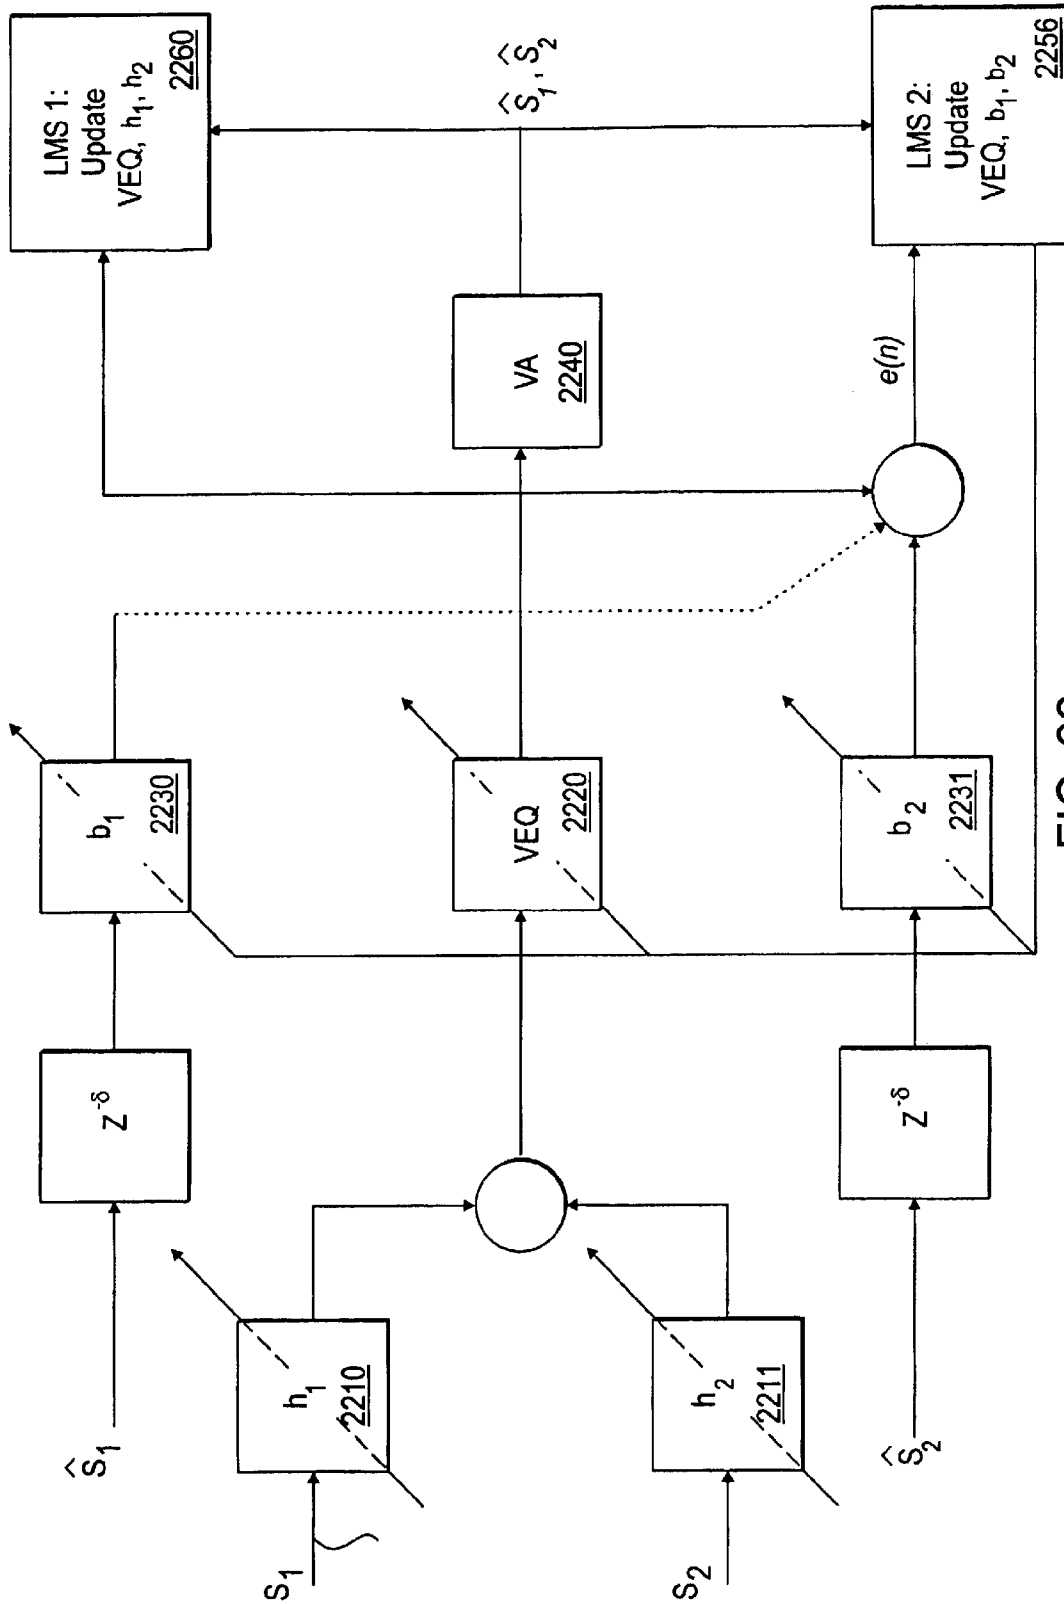 Ŝ₁
Z⁻ᵟ
b₁
2230
LMS 1:
Update
VEQ, h₁, h₂
2260
S₁
h₁
2210
VEQ
2220
VA
2240
Ŝ₁, Ŝ₂
S₂
h₂
2211
Ŝ₂
Z⁻ᵟ
b₂
2231
e(n)
LMS 2:
Update
VEQ, b₁, b₂
2256
FIG.